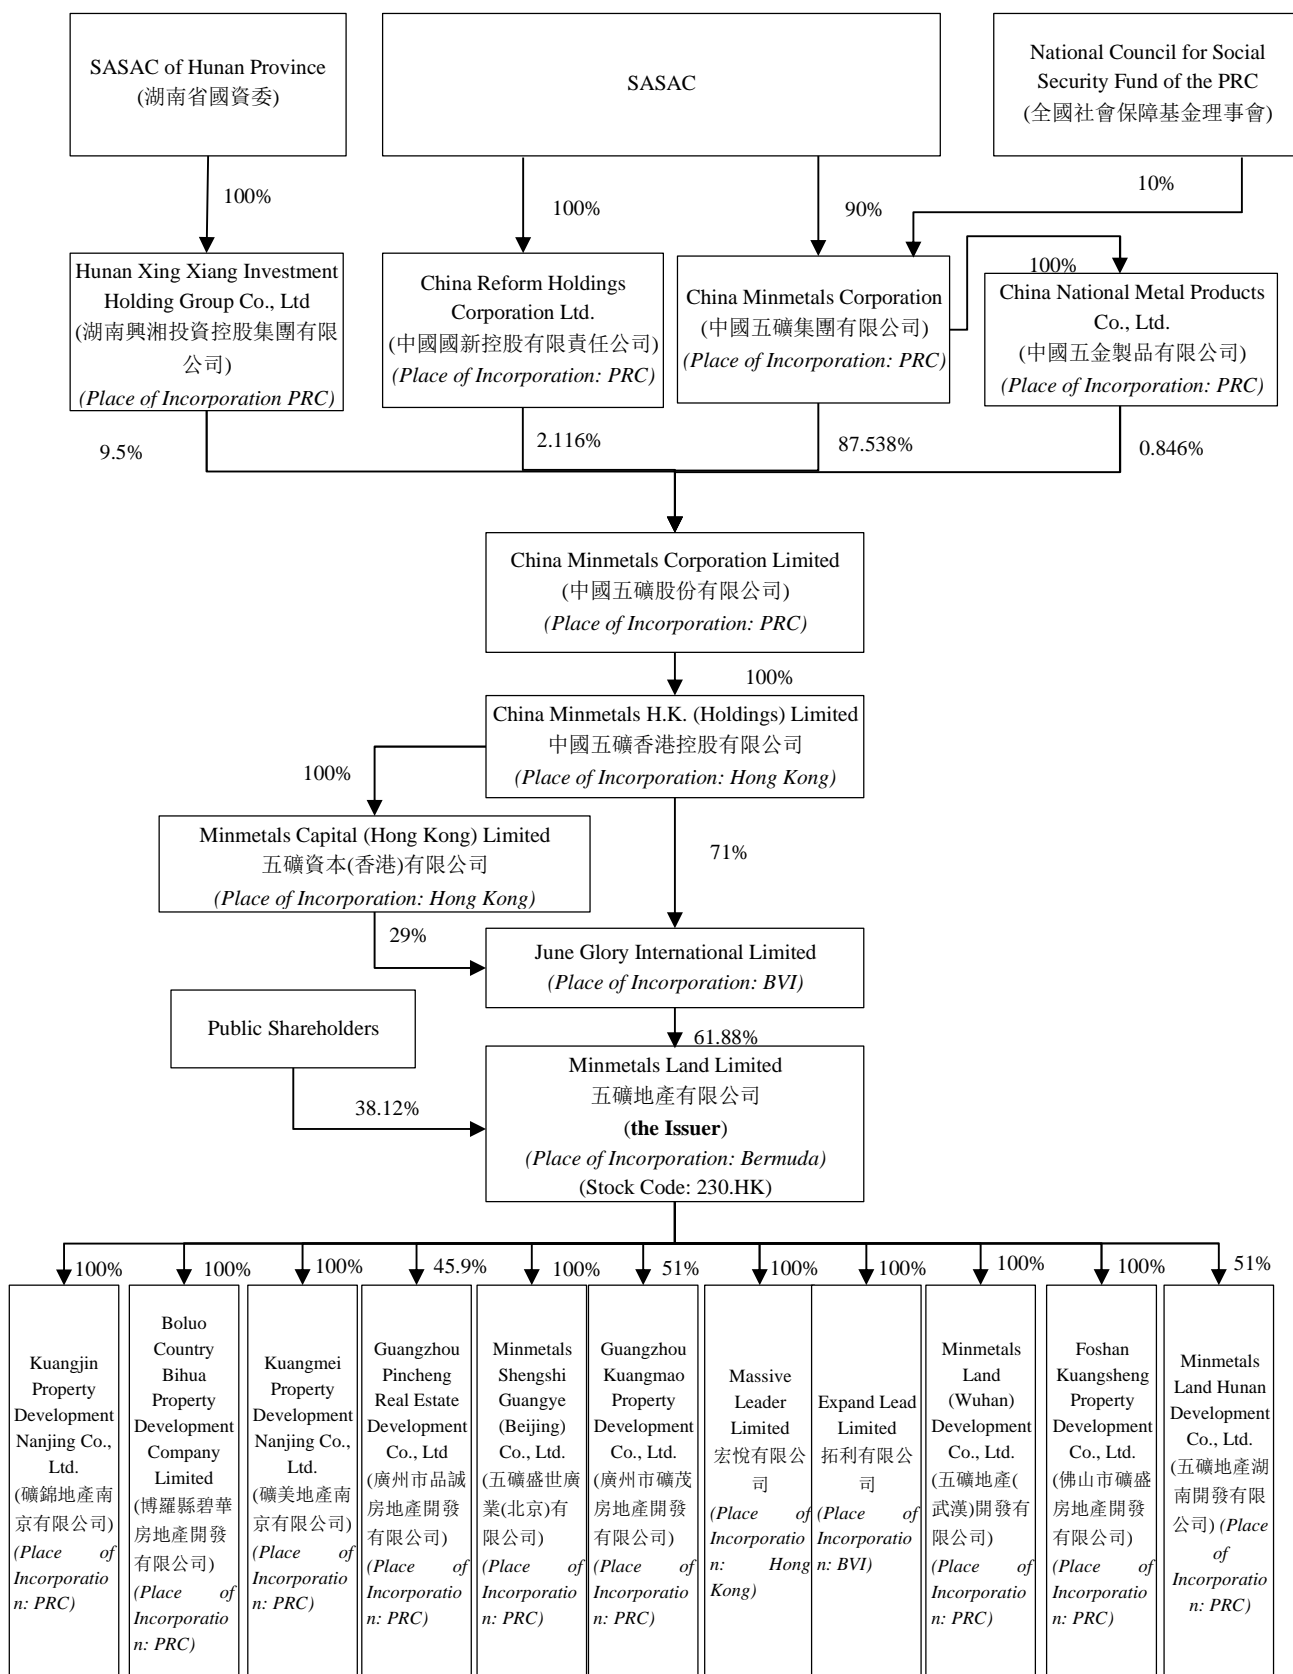 SASAC of Hunan Province
(湖南省國資委)
SASAC
National Council for Social
Security Fund of the PRC
(全國社會保障基金理事會)
100%
100%
90%
10%
100%
Hunan Xing Xiang Investment
Holding Group Co., Ltd
(湖南興湘投資控股集團有限
公司)
(Place of Incorporation PRC)
China Reform Holdings
Corporation Ltd.
(中國國新控股有限責任公司)
(Place of Incorporation: PRC)
China Minmetals Corporation
(中國五礦集團有限公司)
(Place of Incorporation: PRC)
China National Metal Products
Co., Ltd.
(中國五金製品有限公司)
(Place of Incorporation: PRC)
9.5%
2.116%
87.538%
0.846%
China Minmetals Corporation Limited
(中國五礦股份有限公司)
(Place of Incorporation: PRC)
100%
China Minmetals H.K. (Holdings) Limited
中國五礦香港控股有限公司
(Place of Incorporation: Hong Kong)
100%
Minmetals Capital (Hong Kong) Limited
五礦資本(香港)有限公司
(Place of Incorporation: Hong Kong)
71%
29%
June Glory International Limited
(Place of Incorporation: BVI)
Public Shareholders
61.88%
38.12%
Minmetals Land Limited
五礦地產有限公司
(the Issuer)
(Place of Incorporation: Bermuda)
(Stock Code: 230.HK)
100%
100%
100%
45.9%
100%
51%
100%
100%
100%
100%
51%
Kuangjin
Property
Development
Nanjing Co.,
Ltd.
(礦錦地產南
京有限公司)
(Place of
Incorporatio
n: PRC)
Boluo
Country
Bihua
Property
Development
Company
Limited
(博羅縣碧華
房地產開發
有限公司)
(Place of
Incorporatio
n: PRC)
Kuangmei
Property
Development
Nanjing Co.,
Ltd.
(礦美地產南
京有限公司)
(Place of
Incorporatio
n: PRC)
Guangzhou
Pincheng
Real Estate
Development
Co., Ltd
(廣州市品誠
房地產開發
有限公司)
(Place of
Incorporatio
n: PRC)
Minmetals
Shengshi
Guangye
(Beijing)
Co., Ltd.
(五礦盛世廣
業(北京)有
限公司)
(Place of
Incorporatio
n: PRC)
Guangzhou
Kuangmao
Property
Development
Co., Ltd.
(廣州市礦茂
房地產開發
有限公司)
(Place of
Incorporatio
n: PRC)
Massive
Leader
Limited
宏悅有限公
司
(Place of
Incorporatio
n: Hong
Kong)
Expand Lead
Limited
拓利有限公
司
(Place of
Incorporatio
n: BVI)
Minmetals
Land
(Wuhan)
Development
Co., Ltd.
(五礦地產(
武漢)開發有
限公司)
(Place of
Incorporatio
n: PRC)
Foshan
Kuangsheng
Property
Development
Co., Ltd.
(佛山市礦盛
房地產開發
有限公司)
(Place of
Incorporatio
n: PRC)
Minmetals
Land Hunan
Development
Co., Ltd.
(五礦地產湖
南開發有限
公司) (Place
of
Incorporatio
n: PRC)